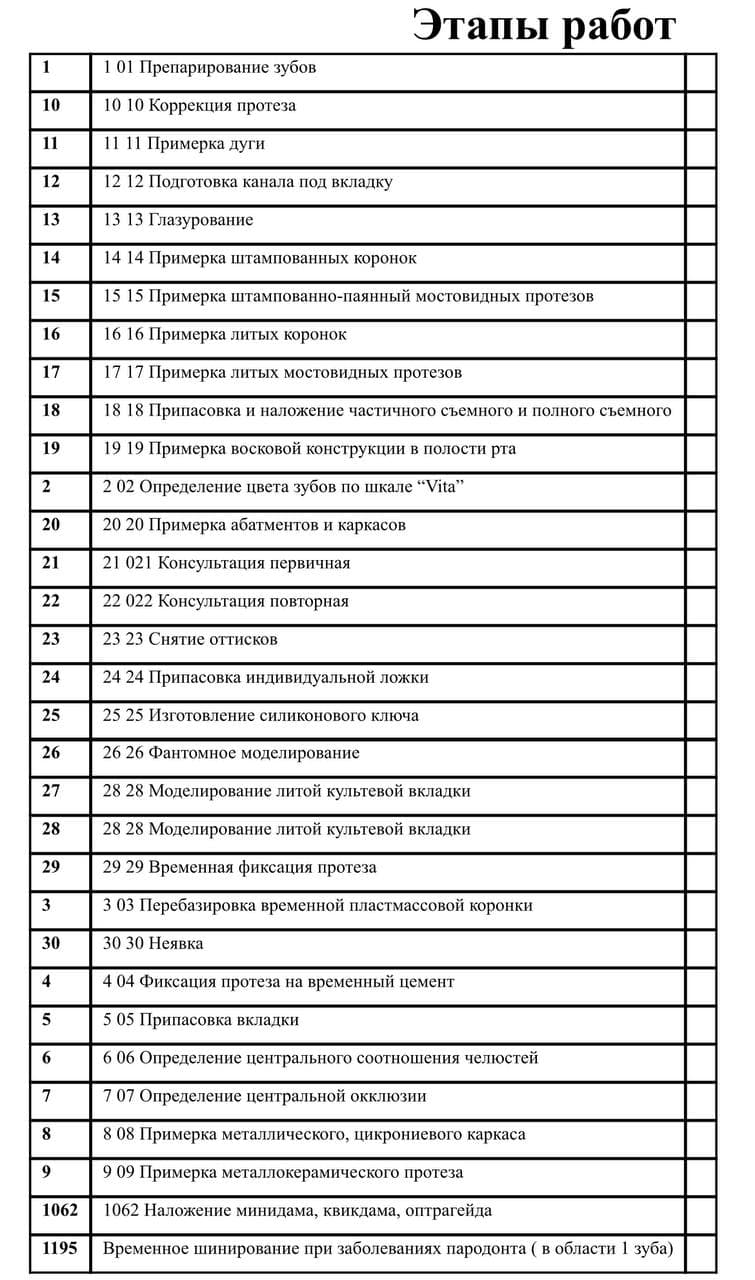 Этапы работ
1 1 01 Препарирование зубов
10 10 10 Коррекция протеза
11 11 11 Примерка дуги
12 12 12 Подготовка канала под вкладку
13 13 13 Глазурование
14 14 14 Примерка штампованных коронок
15 15 15 Примерка штампованно-паянный мостовидных протезов
16 16 16 Примерка литых коронок
17 17 17 Примерка литых мостовидных протезов
18 18 18 Припасовка и наложение частичного съемного и полного съемного
19 19 19 Примерка восковой конструкции в полости рта
2 2 02 Определение цвета зубов по шкале “Vita”
20 20 20 Примерка абатментов и каркасов
21 21 021 Консультация первичная
22 22 022 Консультация повторная
23 23 23 Снятие оттисков
24 24 24 Припасовка индивидуальной ложки
25 25 25 Изготовление силиконового ключа
26 26 26 Фантомное моделирование
27 28 28 Моделирование литой культевой вкладки
28 28 28 Моделирование литой культевой вкладки
29 29 29 Временная фиксация протеза
3 3 03 Перебазировка временной пластмассовой коронки
30 30 30 Неявка
4 4 04 Фиксация протеза на временный цемент
5 5 05 Припасовка вкладки
6 6 06 Определение центрального соотношения челюстей
7 7 07 Определение центральной окклюзии
8 8 08 Примерка металлического, цикрониевого каркаса
9 9 09 Примерка металлокерамического протеза
1062 1062 Наложение минидама, квикдама, оптрагейда
1195 Временное шинирование при заболеваниях пародонта ( в области 1 зуба)